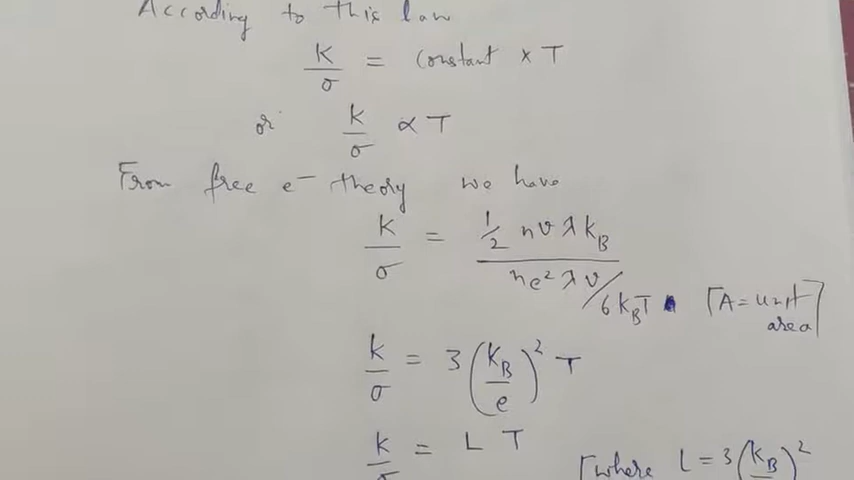 According to this law
K/σ = constant × T
or K/σ ∝ T
From free e⁻ theory we have
K/σ = ½ nvλk_B / (ne²λv/6k_BT) [A = unit area]
K/σ = 3 (K_B/e)² T
K/σ = L T [where L = 3 (K_B/